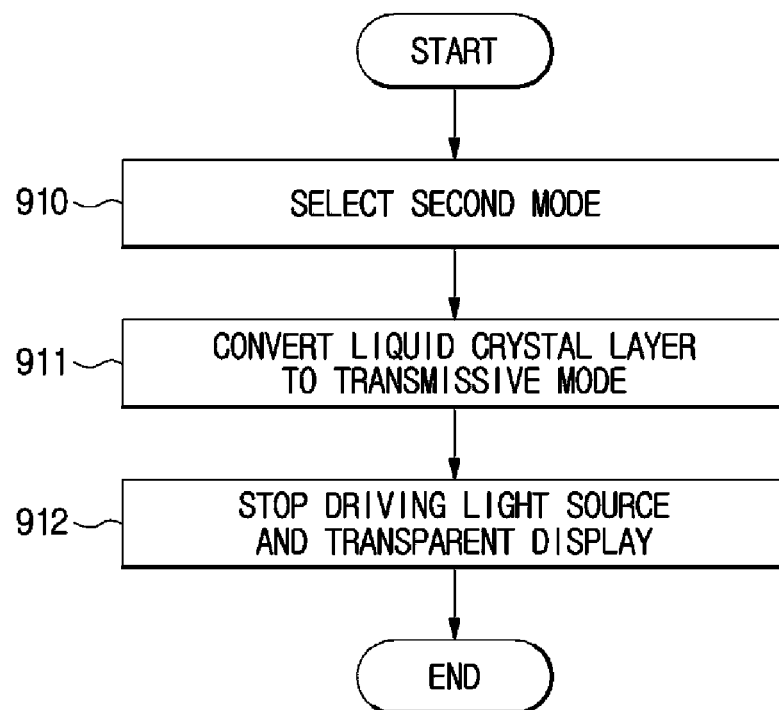 START
910
SELECT SECOND MODE
911
CONVERT LIQUID CRYSTAL LAYER
TO TRANSMISSIVE MODE
912
STOP DRIVING LIGHT SOURCE
AND TRANSPARENT DISPLAY
END